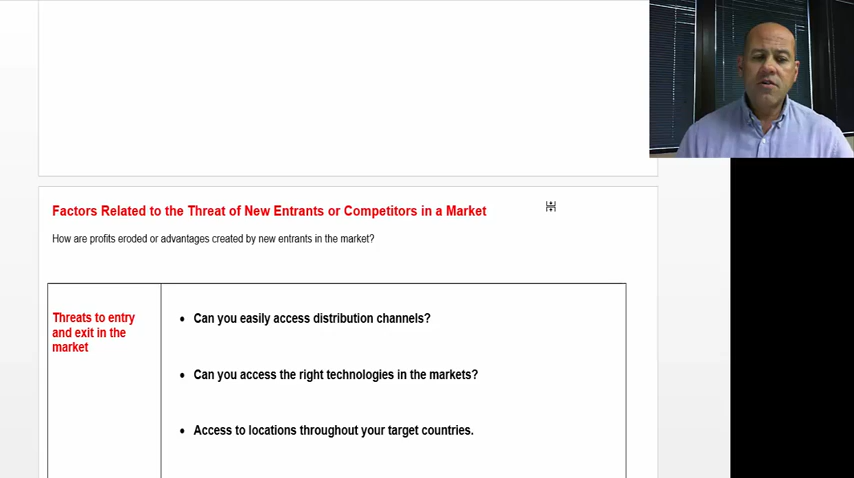 Factors Related to the Threat of New Entrants or Competitors in a Market
How are profits eroded or advantages created by new entrants in the market?
Threats to entry
and exit in the
market
• Can you easily access distribution channels?
• Can you access the right technologies in the markets?
• Access to locations throughout your target countries.